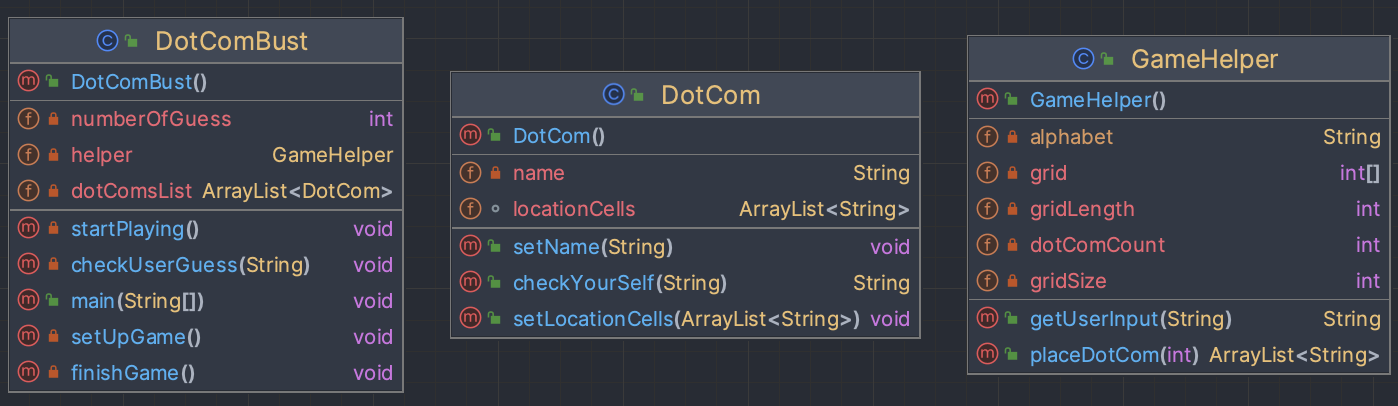 DotComBust
DotComBust()
numberOfGuess int
helper GameHelper
dotComsList ArrayList<DotCom>
startPlaying() void
checkUserGuess(String) void
main(String[]) void
setUpGame() void
finishGame() void
DotCom
DotCom()
name String
locationCells ArrayList<String>
setName(String) void
checkYourSelf(String) String
setLocationCells(ArrayList<String>) void
GameHelper
GameHelper()
alphabet String
grid int[]
gridLength int
dotComCount int
gridSize int
getUserInput(String) String
placeDotCom(int) ArrayList<String>